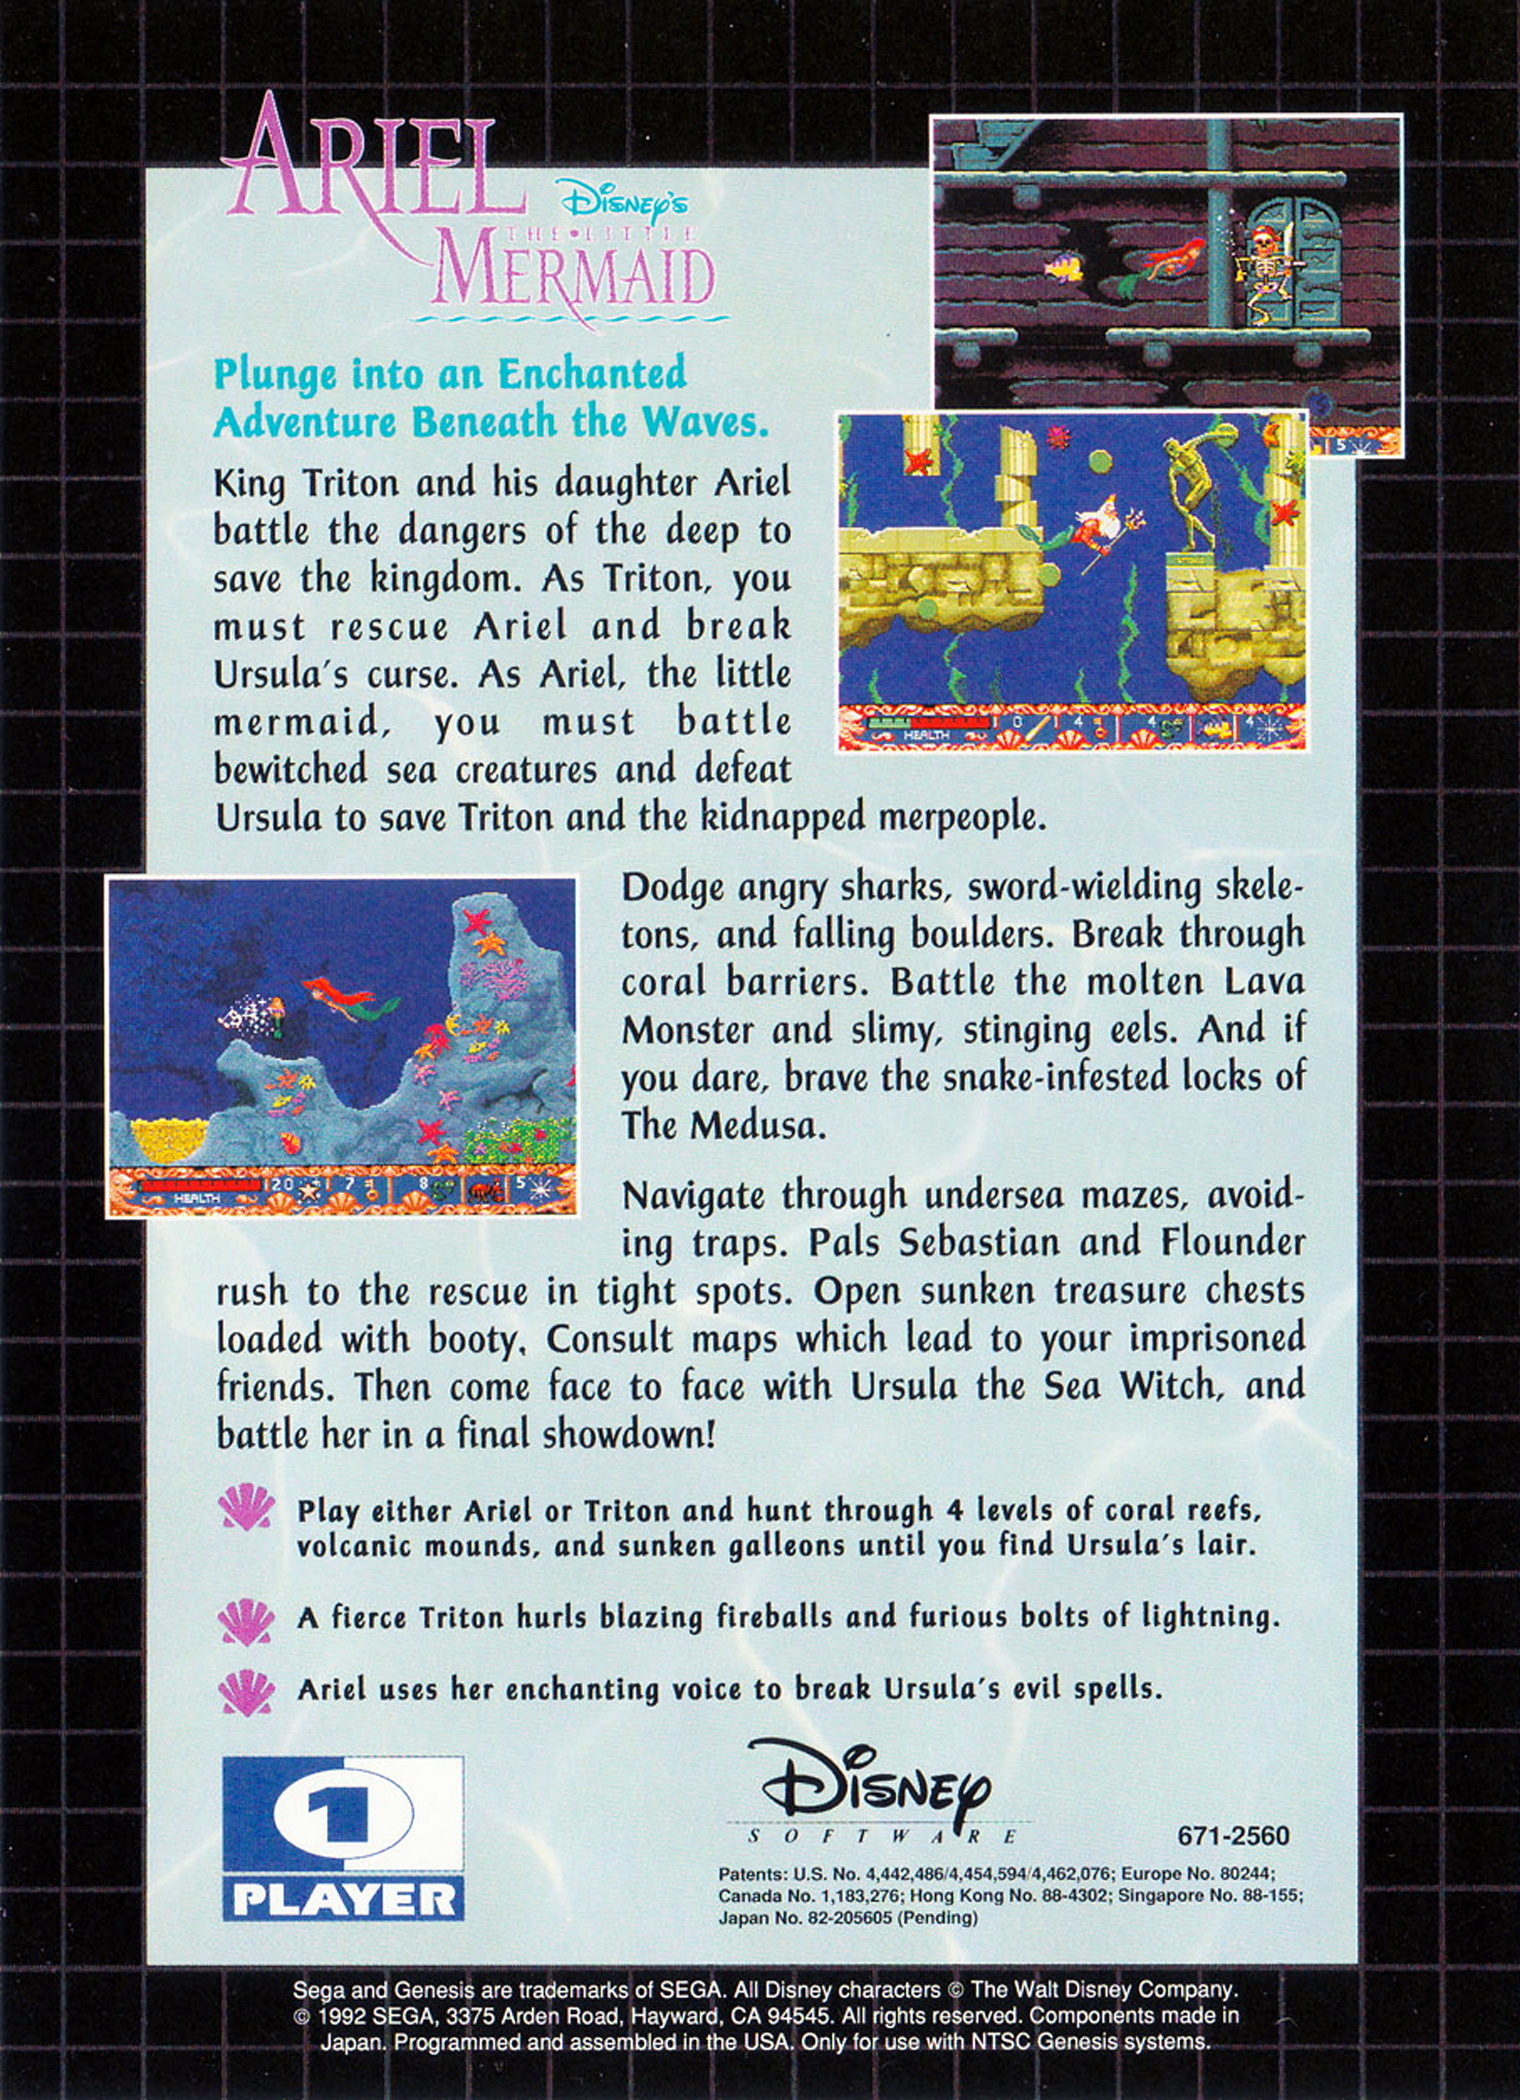 ARIEL
DISNEY'S
THE•LITTLE
MERMAID
Plunge into an Enchanted
Adventure Beneath the Waves.
King Triton and his daughter Ariel
battle the dangers of the deep to
save the kingdom. As Triton, you
must rescue Ariel and break
Ursula's curse. As Ariel, the little
mermaid, you must battle
bewitched sea creatures and defeat
Ursula to save Triton and the kidnapped merpeople.
5
0 4 4 4
HEALTH
Dodge angry sharks, sword-wielding skele-
tons, and falling boulders. Break through
coral barriers. Battle the molten Lava
Monster and slimy, stinging eels. And if
you dare, brave the snake-infested locks of
The Medusa.
20 7 8 5
HEALTH
Navigate through undersea mazes, avoid-
ing traps. Pals Sebastian and Flounder
rush to the rescue in tight spots. Open sunken treasure chests
loaded with booty. Consult maps which lead to your imprisoned
friends. Then come face to face with Ursula the Sea Witch, and
battle her in a final showdown!
Play either Ariel or Triton and hunt through 4 levels of coral reefs,
volcanic mounds, and sunken galleons until you find Ursula's lair.
A fierce Triton hurls blazing fireballs and furious bolts of lightning.
Ariel uses her enchanting voice to break Ursula's evil spells.
1
PLAYER
DISNEY
SOFTWARE
671-2560
Patents: U.S. No. 4,442,486/4,454,594/4,462,076; Europe No. 80244;
Canada No. 1,183,276; Hong Kong No. 88-4302; Singapore No. 88-155;
Japan No. 82-205605 (Pending)
Sega and Genesis are trademarks of SEGA. All Disney characters © The Walt Disney Company.
© 1992 SEGA, 3375 Arden Road, Hayward, CA 94545. All rights reserved. Components made in
Japan. Programmed and assembled in the USA. Only for use with NTSC Genesis systems.